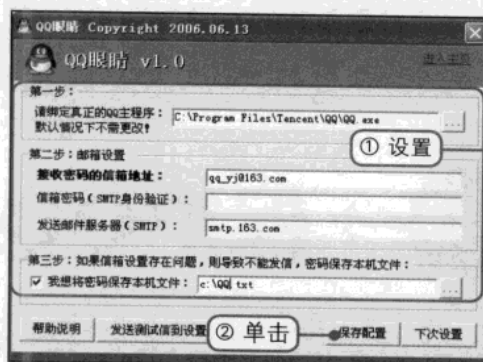 QQ眼睛 Copyright 2006.06.13
QQ眼睛 v1.0
进入主页
第一步:
请绑定真正的QQ主程序:
默认情况下不需更改!
C:\Program Files\Tencent\QQ\QQ.exe
...
① 设置
第二步:邮箱设置
接收密码的信箱地址:
qq_yj@163.com
信箱密码(SMTP身份验证):
发送邮件服务器(SMTP):
smtp.163.com
第三步:如果信箱设置存在问题,则导致不能发信,密码保存本机文件:
我想将密码保存本机文件:
c:\QQ.txt
...
帮助说明
发送测试信到设置
② 单击
保存配置
下次设置